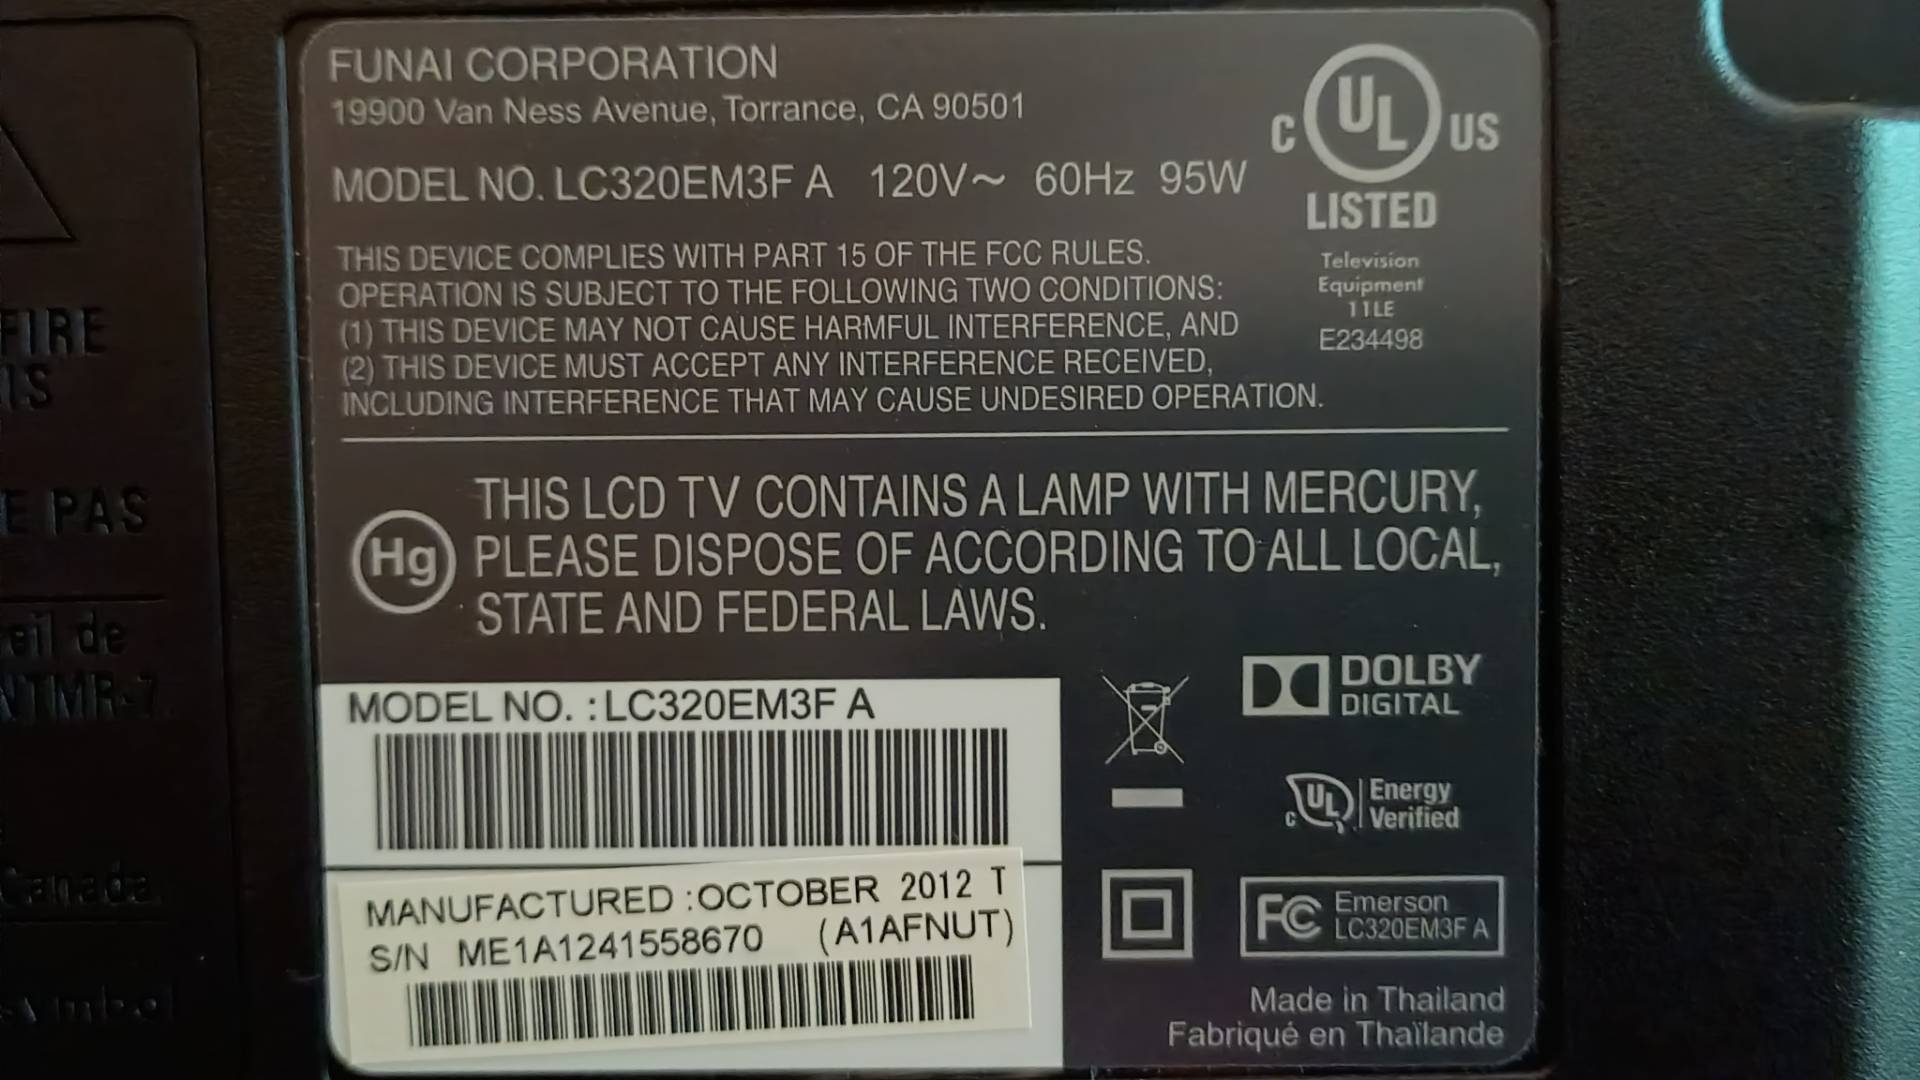 FUNAI CORPORATION
19900 Van Ness Avenue, Torrance, CA 90501
MODEL NO. LC320EM3F A 120V~ 60Hz 95W
C UL US
LISTED
Television
Equipment
11LE
E234498
THIS DEVICE COMPLIES WITH PART 15 OF THE FCC RULES.
OPERATION IS SUBJECT TO THE FOLLOWING TWO CONDITIONS:
(1) THIS DEVICE MAY NOT CAUSE HARMFUL INTERFERENCE, AND
(2) THIS DEVICE MUST ACCEPT ANY INTERFERENCE RECEIVED,
INCLUDING INTERFERENCE THAT MAY CAUSE UNDESIRED OPERATION.
Hg
THIS LCD TV CONTAINS A LAMP WITH MERCURY,
PLEASE DISPOSE OF ACCORDING TO ALL LOCAL,
STATE AND FEDERAL LAWS.
MODEL NO. : LC320EM3F A
MANUFACTURED :OCTOBER 2012 T
S/N ME1A1241558670 (A1AFNUT)
DOLBY
DIGITAL
C UL Energy
Verified
FC Emerson
LC320EM3F A
Made in Thailand
Fabriqué en Thaïlande
FIRE
PAS
de
Canada